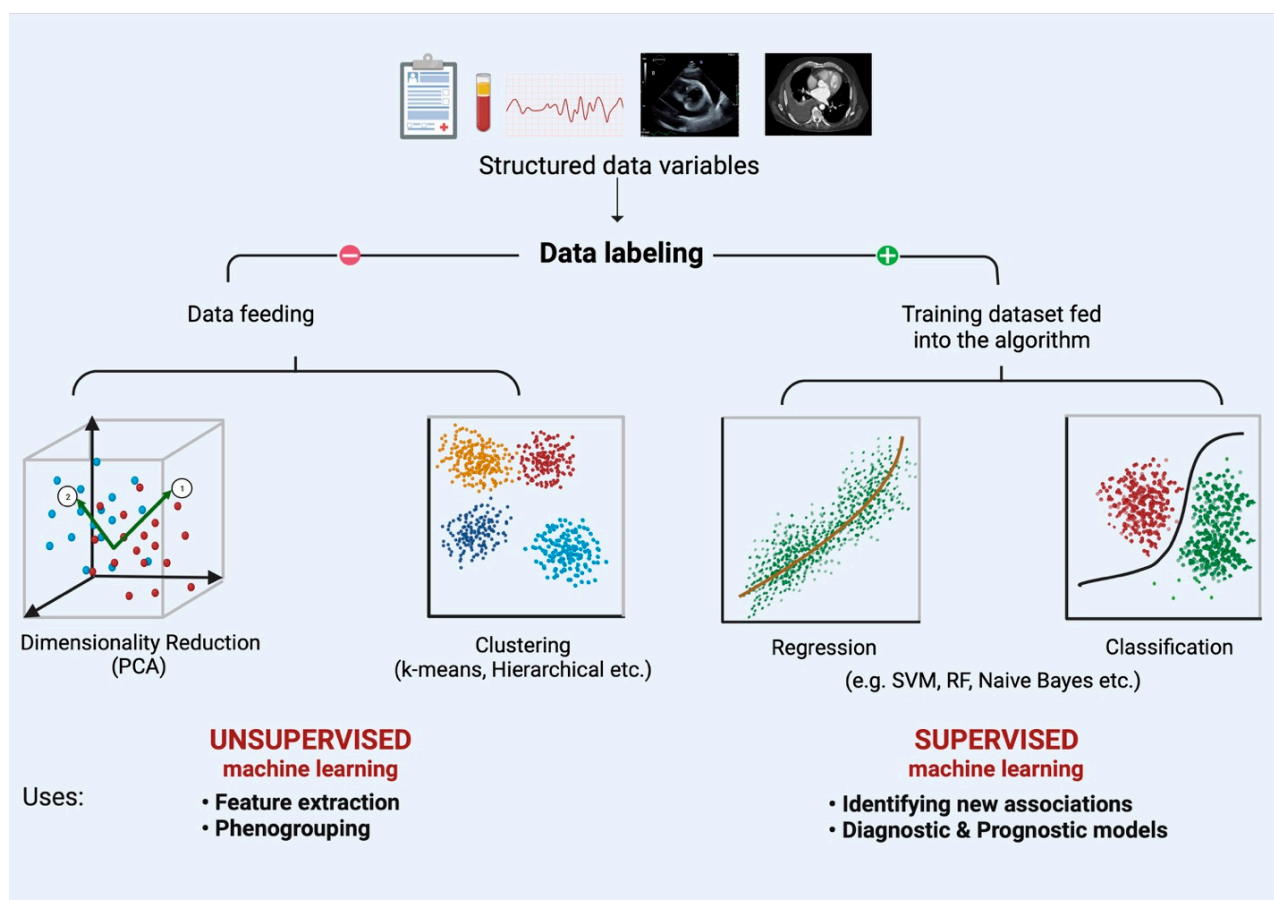 Structured data variables
Data labeling
Data feeding
Training dataset fed
into the algorithm
2
1
Dimensionality Reduction
(PCA)
Clustering
(k-means, Hierarchical etc.)
Regression
Classification
(e.g. SVM, RF, Naive Bayes etc.)
UNSUPERVISED
machine learning
SUPERVISED
machine learning
Uses:
• Feature extraction
• Phenogrouping
• Identifying new associations
• Diagnostic & Prognostic models